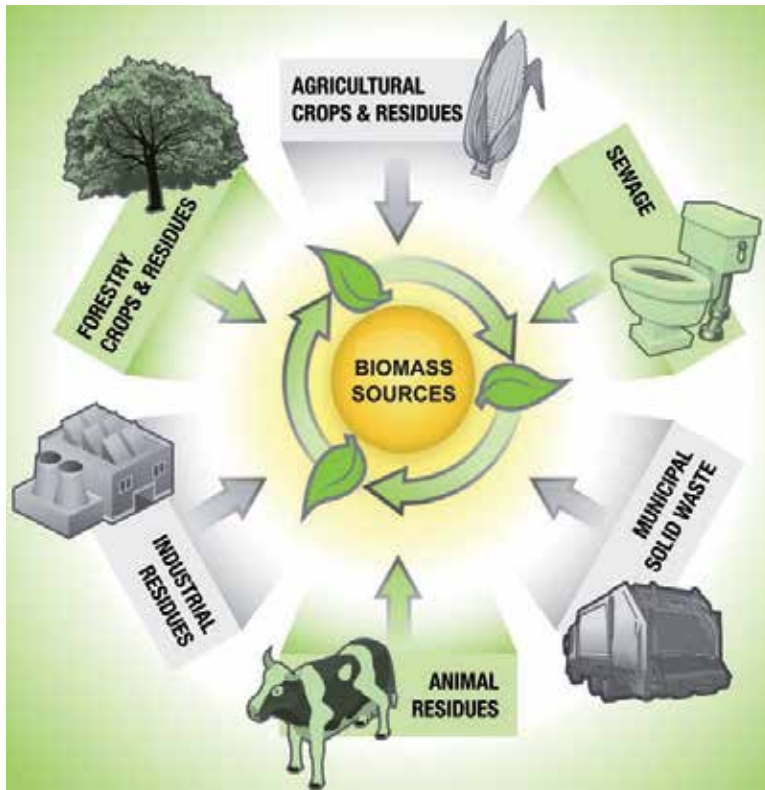 AGRICULTURAL
CROPS & RESIDUES
SEWAGE
MUNICIPAL
SOLID WASTE
ANIMAL
RESIDUES
INDUSTRIAL
RESIDUES
FORESTRY
CROPS & RESIDUES
BIOMASS
SOURCES